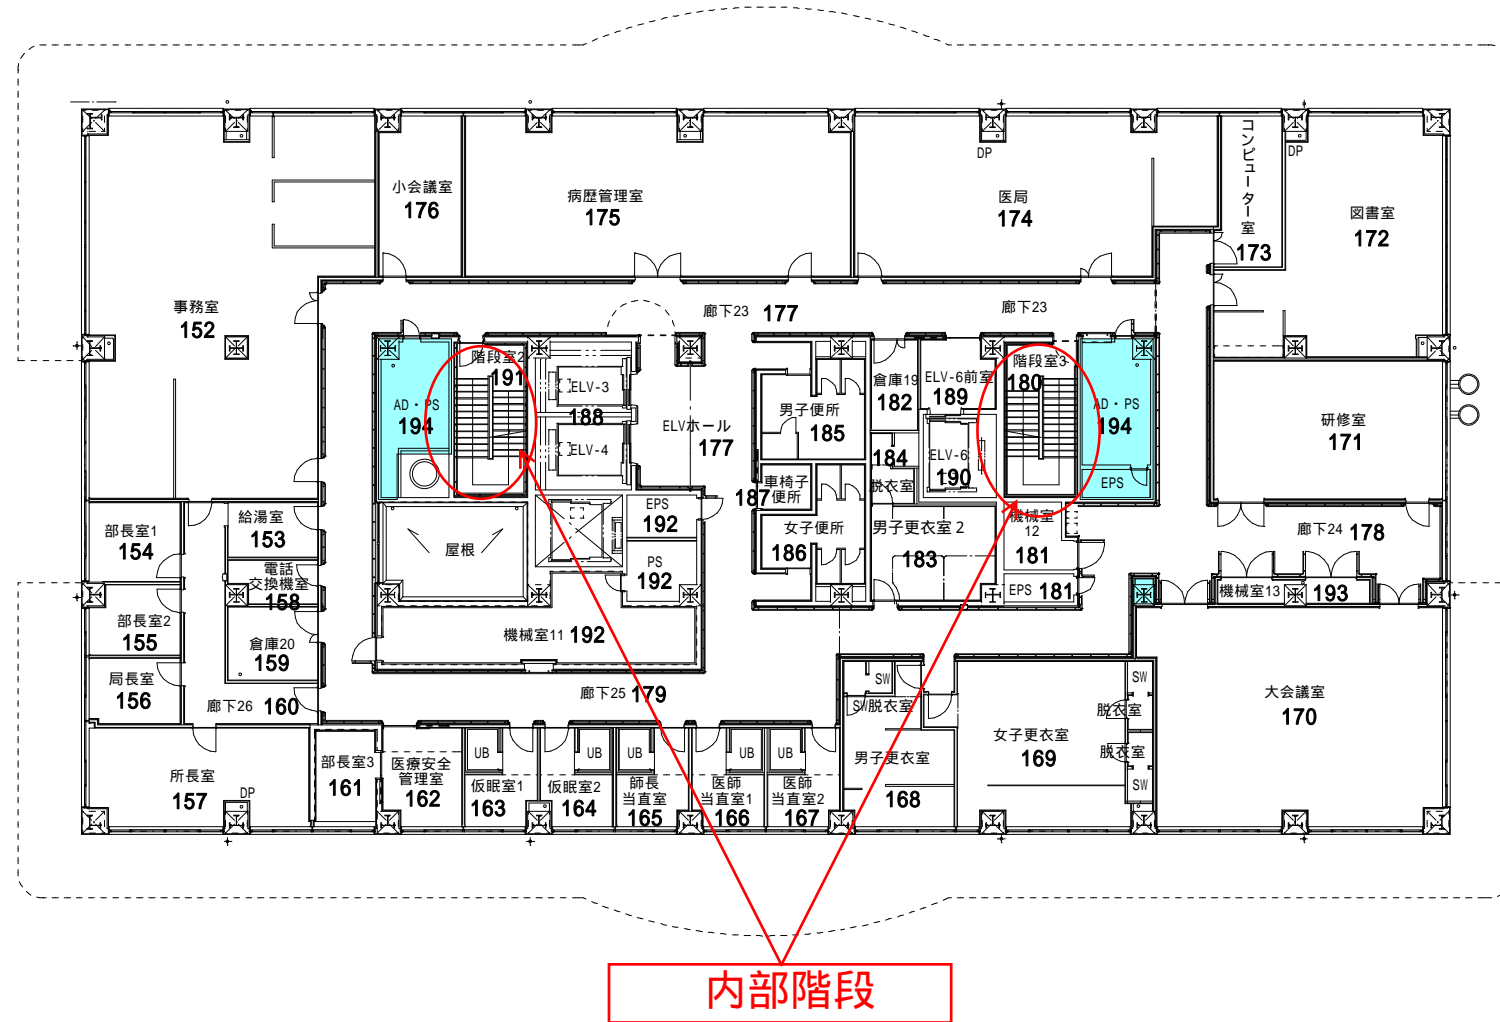 DP
DP
コンピューター室
173
小会議室
176
病歴管理室
175
医局
174
図書室
172
事務室
152
廊下23 177
廊下23
階段室2
191
ELV-3
188
ELV-4
AD・PS
194
ELVホール
177
男子便所
185
倉庫19
182
ELV-6前室
189
階段室3
180
AD・PS
194
EPS
研修室
171
184
脱衣室
ELV-6
190
187
車椅子
便所
女子便所
186
男子更衣室 2
183
機械室
12
181
EPS 181
廊下24 178
機械室13 193
部長室1
154
給湯室
153
電話
交換機室
158
部長室2
155
倉庫20
159
局長室
156
廊下26 160
屋根
EPS
192
PS
192
機械室11 192
廊下25 179
所長室
157
DP
部長室3
161
医療安全
管理室
162
UB
仮眠室1
163
UB
仮眠室2
164
UB
師長
当直室
165
UB
医師
当直室1
166
UB
医師
当直室2
167
SW
SW脱衣室
男子更衣室
168
女子更衣室
169
SW
脱衣室
脱衣室
SW
大会議室
170
内部階段